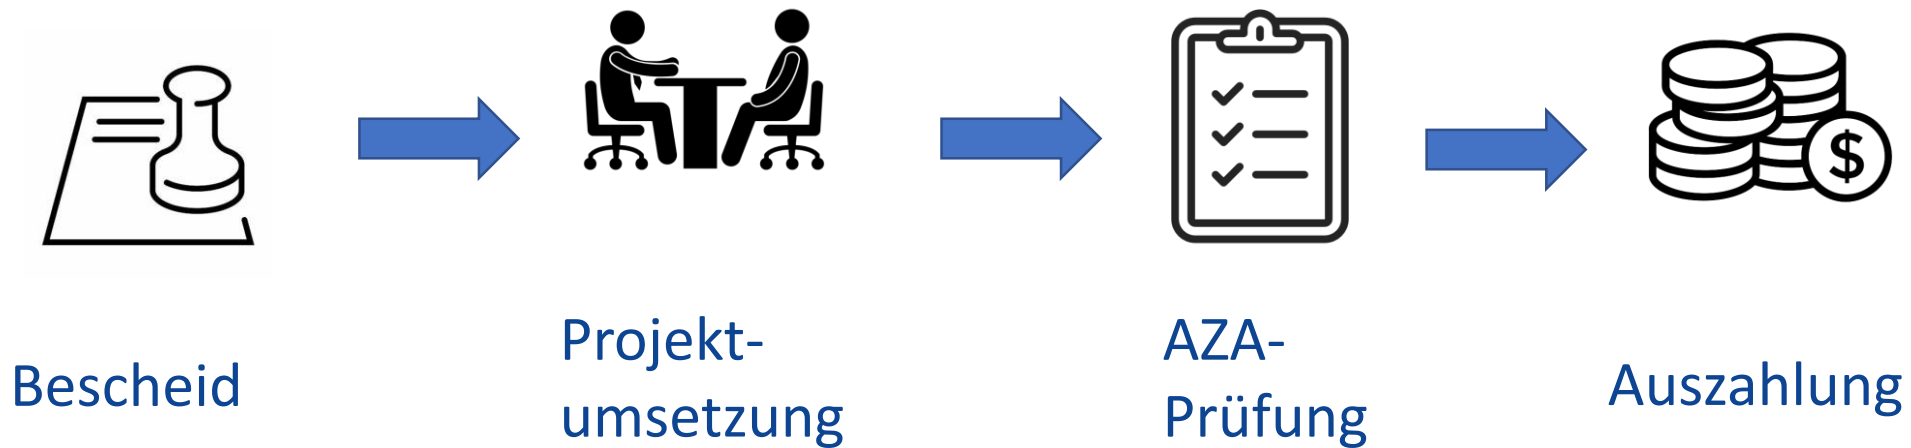 Bescheid
Projekt-
umsetzung
AZA-
Prüfung
Auszahlung
$